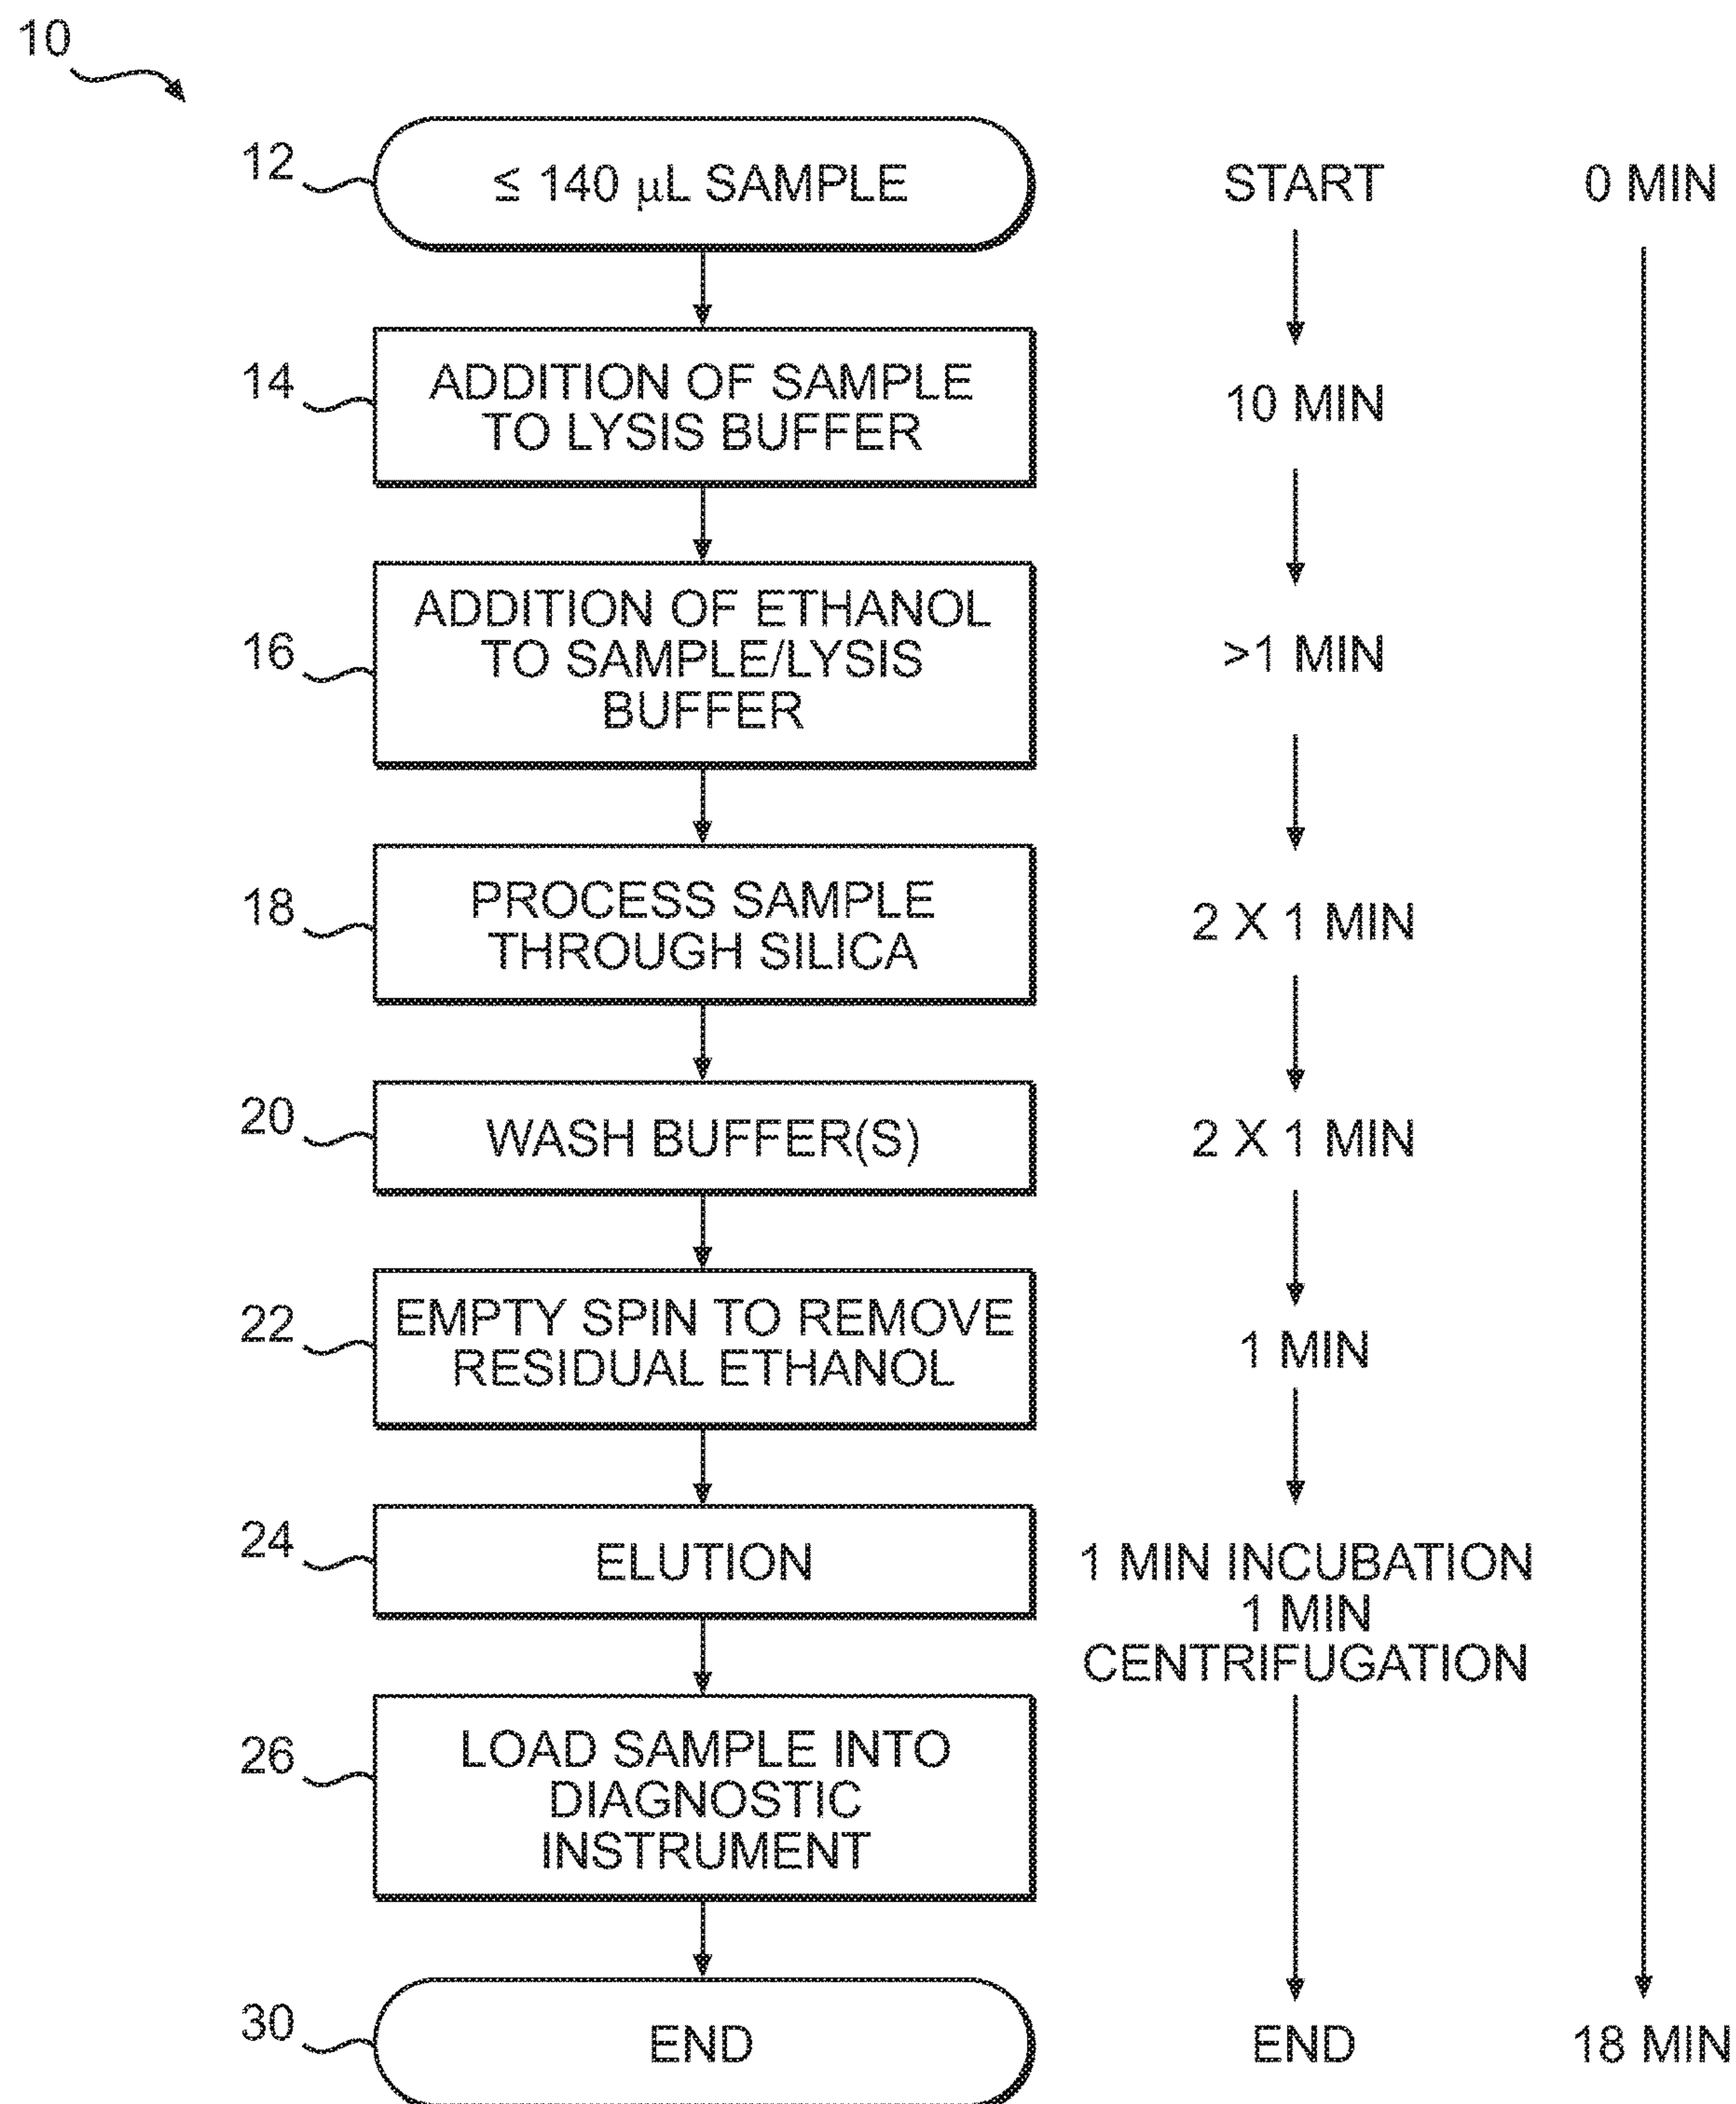 10
12
≤ 140 µL SAMPLE
START
0 MIN
14
ADDITION OF SAMPLE
TO LYSIS BUFFER
10 MIN
16
ADDITION OF ETHANOL
TO SAMPLE/LYSIS
BUFFER
>1 MIN
18
PROCESS SAMPLE
THROUGH SILICA
2 X 1 MIN
20
WASH BUFFER(S)
2 X 1 MIN
22
EMPTY SPIN TO REMOVE
RESIDUAL ETHANOL
1 MIN
24
ELUTION
1 MIN INCUBATION
1 MIN
CENTRIFUGATION
26
LOAD SAMPLE INTO
DIAGNOSTIC
INSTRUMENT
30
END
END
18 MIN